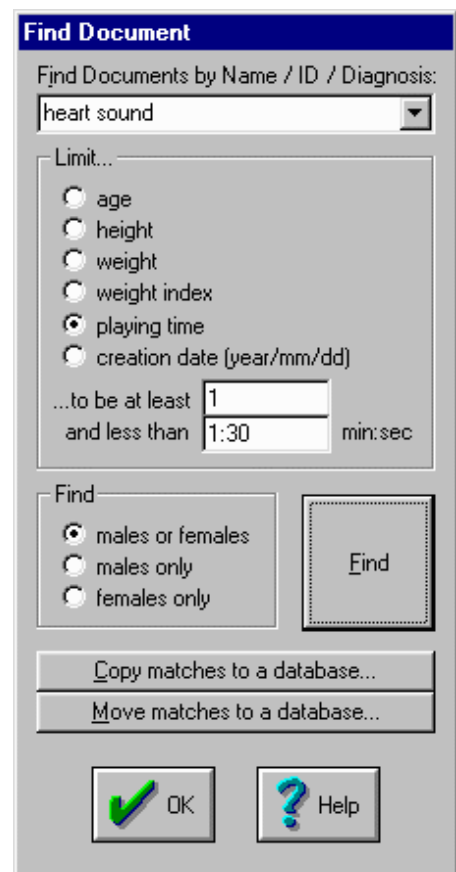 Find Document
Find Documents by Name / ID / Diagnosis:
heart sound
Limit...
age
height
weight
weight index
playing time
creation date (year/mm/dd)
...to be at least 1
and less than 1:30 min:sec
Find
males or females
males only
females only
Find
Copy matches to a database...
Move matches to a database...
OK
Help